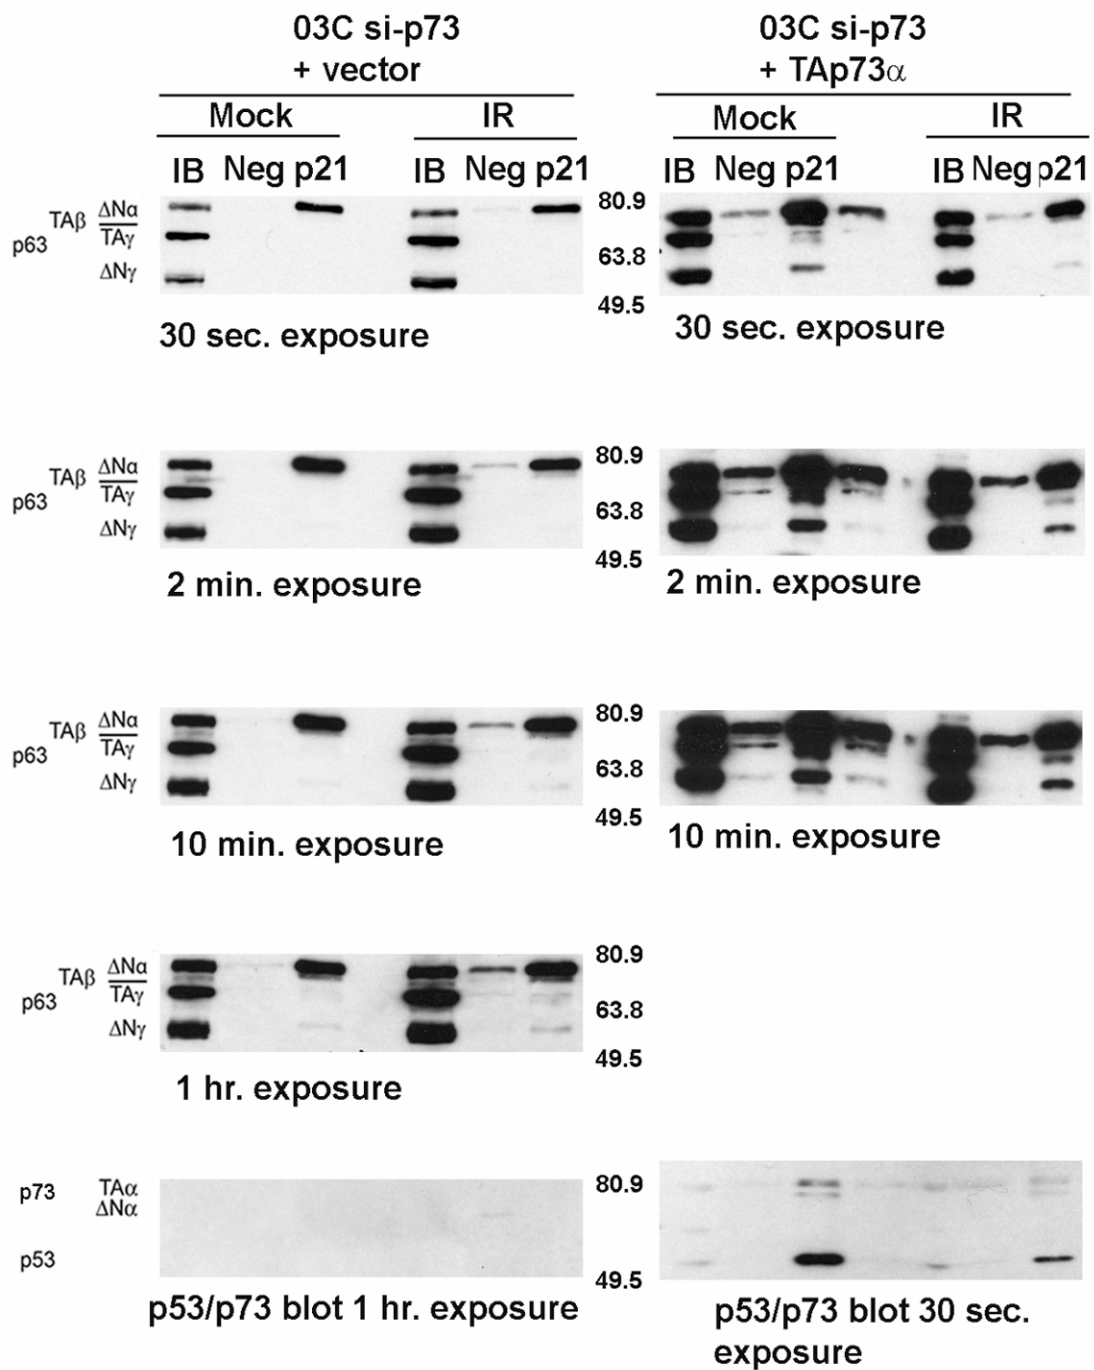 03C si-p73
+ vector
03C si-p73
+ TAp73α
Mock IR
Mock IR
IB Neg p21 IB Neg p21
IB Neg p21 IB Neg p21
p63 TAβ ΔNα
TAγ
ΔNγ
80.9
63.8
49.5
30 sec. exposure
30 sec. exposure
p63 TAβ ΔNα
TAγ
ΔNγ
80.9
63.8
49.5
2 min. exposure
2 min. exposure
p63 TAβ ΔNα
TAγ
ΔNγ
80.9
63.8
49.5
10 min. exposure
10 min. exposure
p63 TAβ ΔNα
TAγ
ΔNγ
80.9
63.8
49.5
1 hr. exposure
p73 TAα
ΔNα
p53
80.9
49.5
p53/p73 blot 1 hr. exposure
p53/p73 blot 30 sec.
exposure